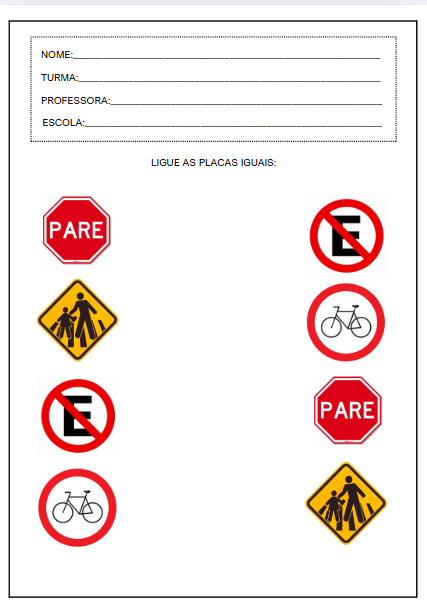 NOME:
TURMA:
PROFESSORA:
ESCOLA:
LIGUE AS PLACAS IGUAIS:
PARE
E
E
PARE